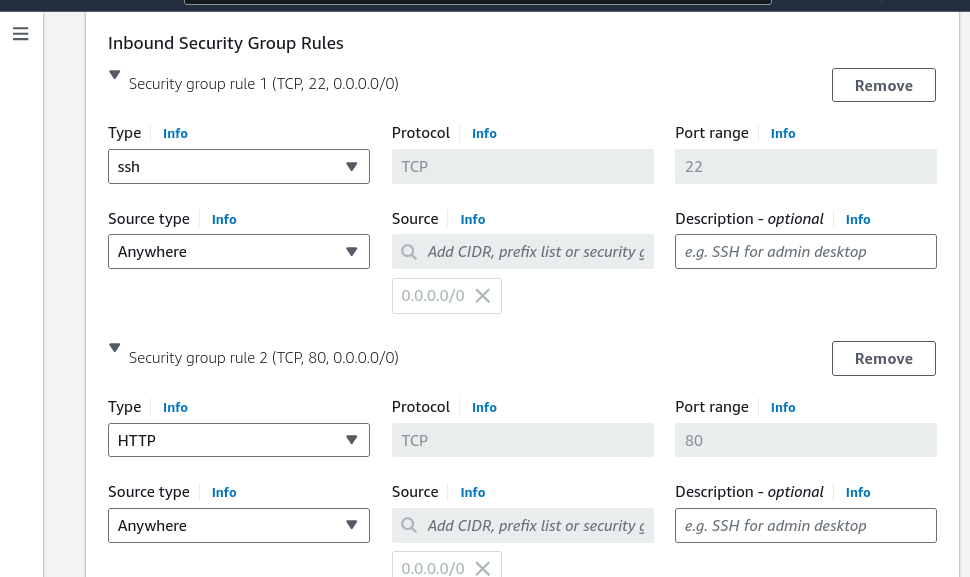 Inbound Security Group Rules
Security group rule 1 (TCP, 22, 0.0.0.0/0)
Remove
Type Info Protocol Info Port range Info
ssh TCP 22
Source type Info Source Info Description - optional Info
Anywhere Add CIDR, prefix list or security g e.g. SSH for admin desktop
0.0.0.0/0
Security group rule 2 (TCP, 80, 0.0.0.0/0)
Remove
Type Info Protocol Info Port range Info
HTTP TCP 80
Source type Info Source Info Description - optional Info
Anywhere Add CIDR, prefix list or security g e.g. SSH for admin desktop
0.0.0.0/0